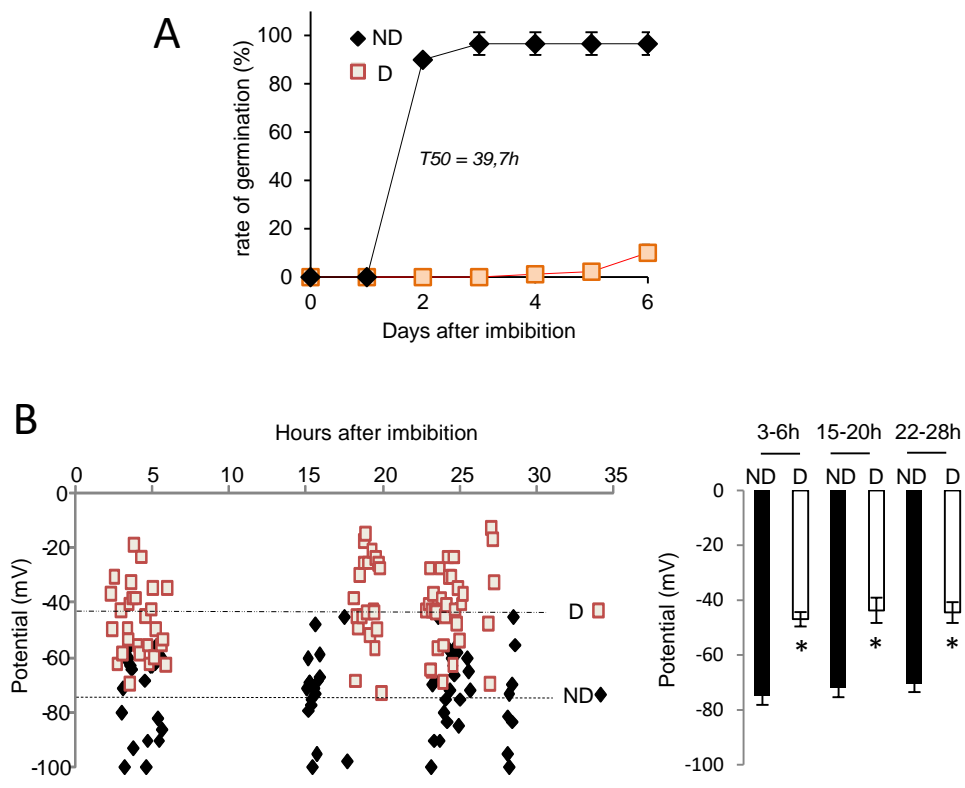 A
ND
D
rate of germination (%)
100
80
60
40
20
0
T50 = 39,7h
0 2 4 6
Days after imbibition
B
Hours after imbibition
0 5 10 15 20 25 30 35
Potential (mV)
0
-20
-40
-60
-80
-100
D
ND
3-6h 15-20h 22-28h
ND D ND D ND D
Potential (mV)
0
-20
-40
-60
-80
-100
* * *